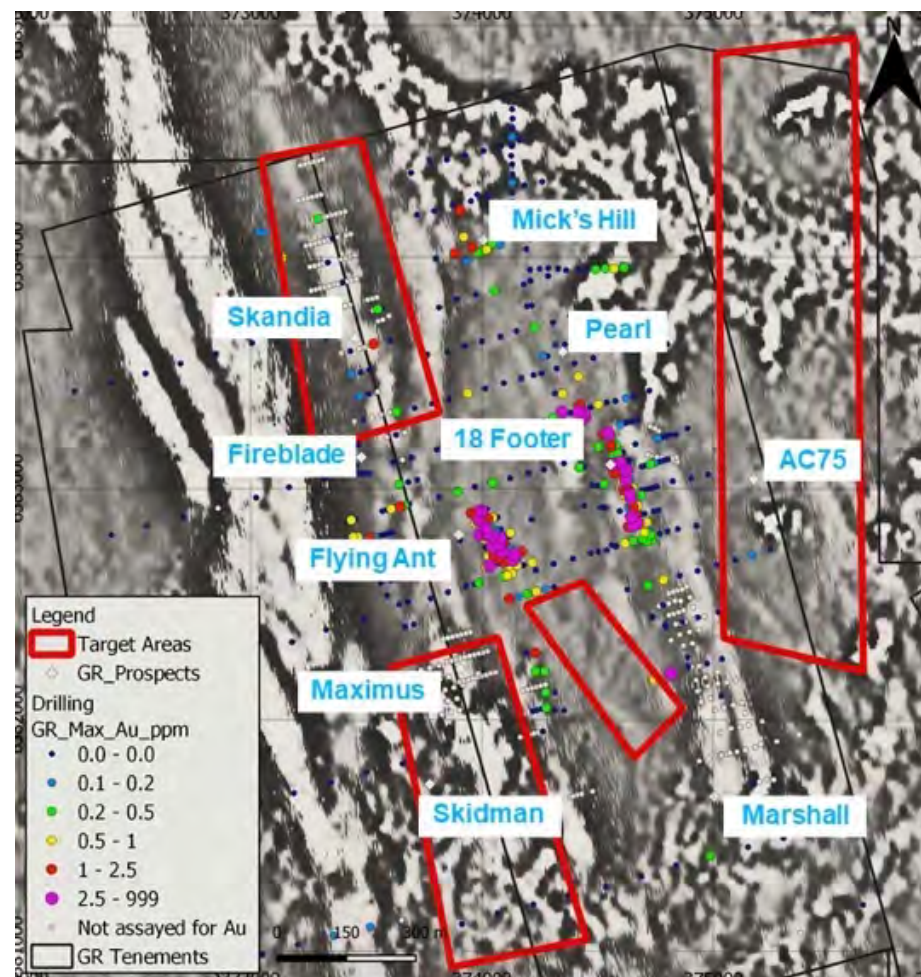 373000
374000
375000
N
Mick's Hill
Skandia
Pearl
18 Footer
Fireblade
AC75
Flying Ant
Maximus
Skidman
Marshall
Legend
Target Areas
GR_Prospects
Drilling
GR_Max_Au_ppm
0.0 - 0.0
0.1 - 0.2
0.2 - 0.5
0.5 - 1
1 - 2.5
2.5 - 999
Not assayed for Au
GR Tenements
0 150 300 m
374000